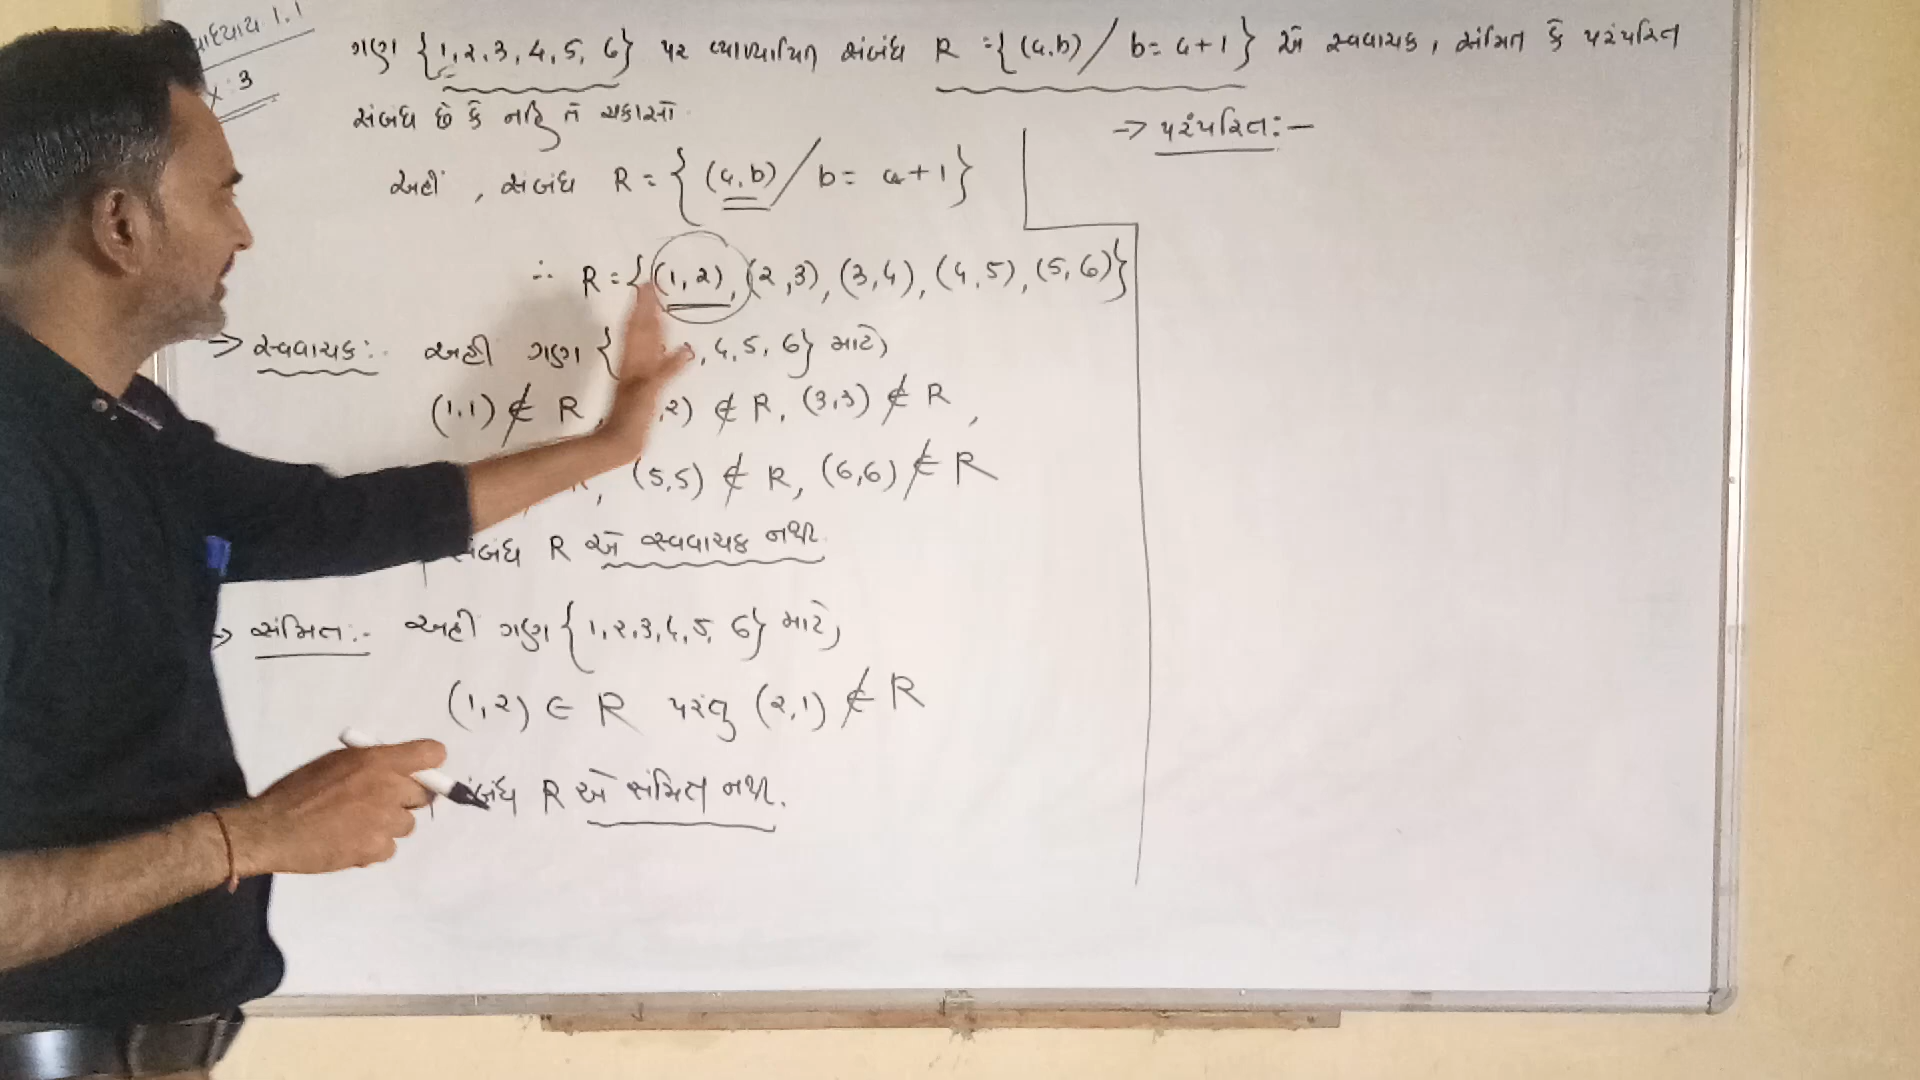 1.1
3
ગણ {1,2,3,4,5,6} પર વ્યાખ્યાયિત સંબંધ R ={(a,b)/ b= a+1} એ સ્વવાચક, સંમિત કે પરંપરિત
સંબંધ છે કે નહિ તે ચકાસો.
અહીં , સંબંધ R = {(a,b)/ b= a+1}
∴ R={(1,2), (2,3), (3,4), (4,5), (5,6)}
→ સ્વવાચક:- અહીં ગણ { 3,4,5,6} માટે,
(1,1) ∉ R, ,2) ∉ R, (3,3) ∉ R ,
R, (5,5) ∉ R, (6,6) ∉ R
સંબંધ R એ સ્વવાચક નથી.
→ સંમિત:- અહીં ગણ {1,2,3,4,5,6} માટે,
(1,2) ∈ R પરંતુ (2,1) ∉ R
સંબંધ R એ સંમિત નથી.
→ પરંપરિત:-